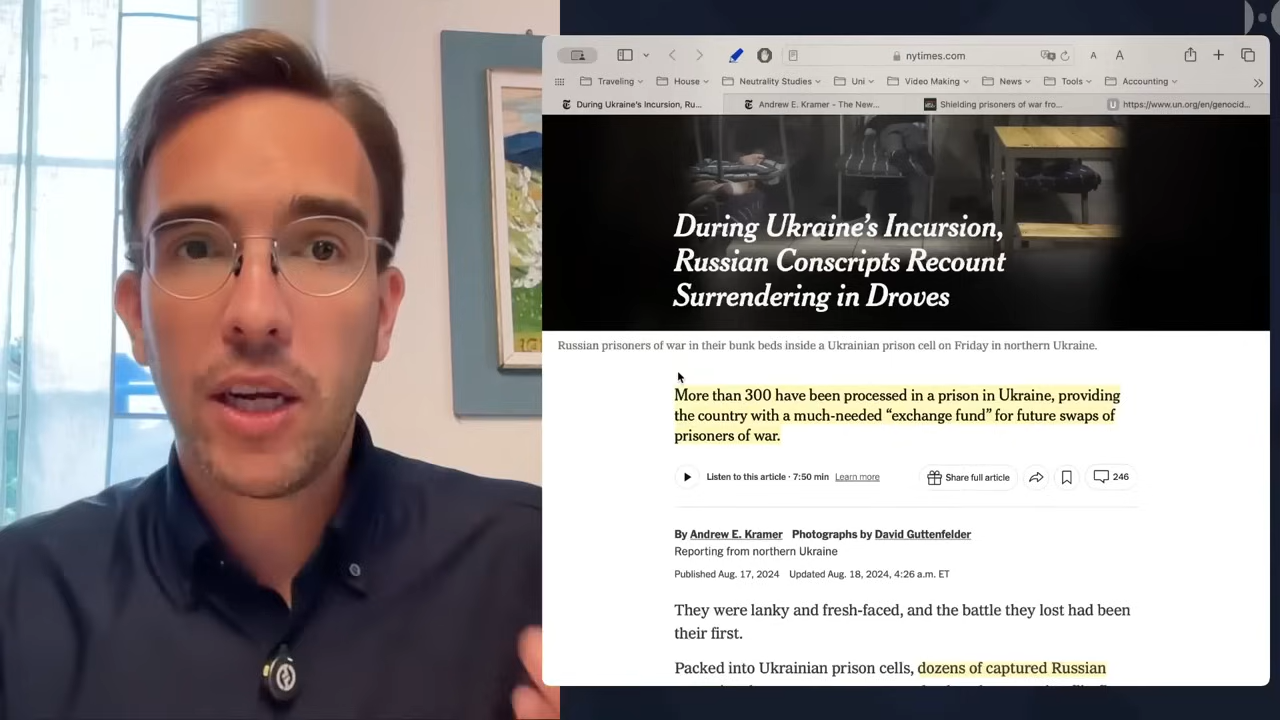 nytimes.com
A A
Traveling House Neutrality Studies Uni Video Making News Tools Accounting
During Ukraine's Incursion, Ru... Andrew E. Kramer - The New... Shielding prisoners of war fro... https://www.un.org/en/genocid...
During Ukraine's Incursion,
Russian Conscripts Recount
Surrendering in Droves
Russian prisoners of war in their bunk beds inside a Ukrainian prison cell on Friday in northern Ukraine.
More than 300 have been processed in a prison in Ukraine, providing
the country with a much-needed “exchange fund” for future swaps of
prisoners of war.
Listen to this article · 7:50 min Learn more Share full article 246
By Andrew E. Kramer Photographs by David Guttenfelder
Reporting from northern Ukraine
Published Aug. 17, 2024 Updated Aug. 18, 2024, 4:26 a.m. ET
They were lanky and fresh-faced, and the battle they lost had been
their first.
Packed into Ukrainian prison cells, dozens of captured Russian